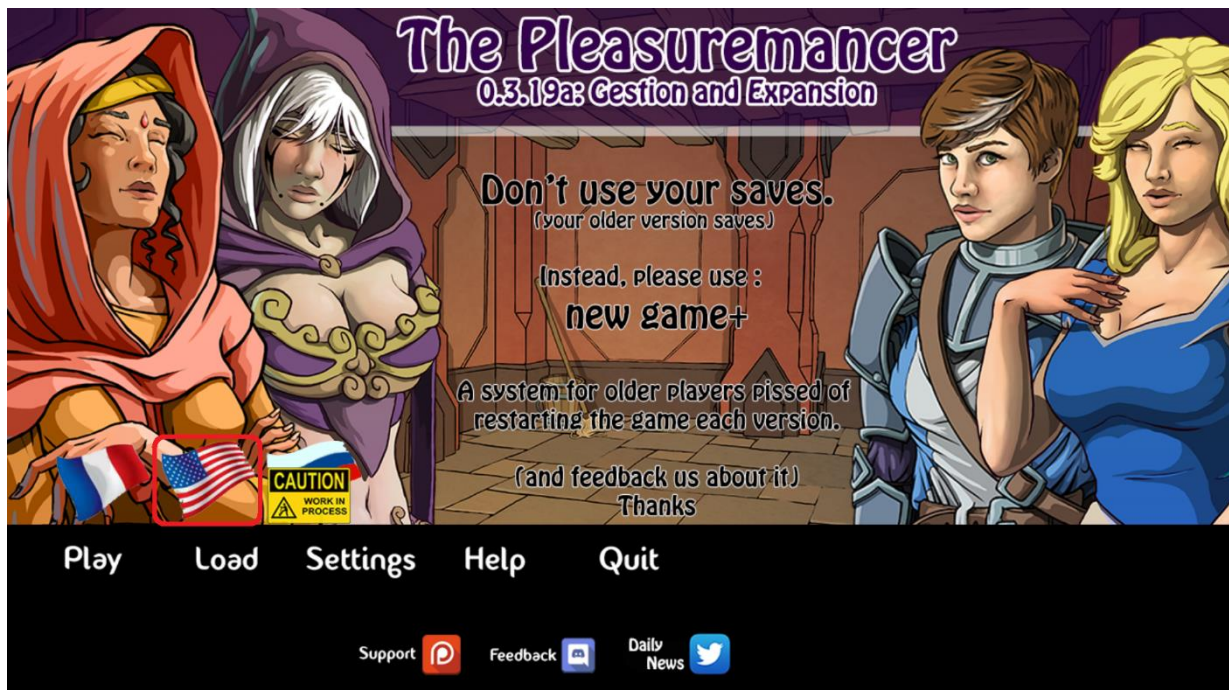 The Pleasuremancer
0.3.19a: Gestion and Expansion
Don't use your saves.
(your older version saves)
Instead, please use :
new game+
A system for older players pissed of
restarting the game each version.
(and feedback us about it)
Thanks
CAUTION
WORK IN
PROCESS
Play Load Settings Help Quit
Support Feedback Daily
News